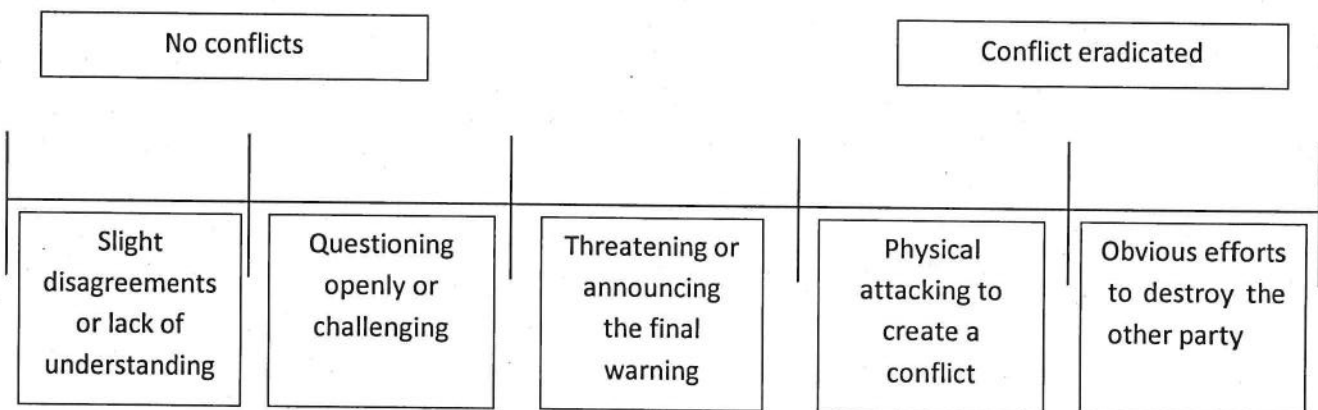 No conflicts
Conflict eradicated
Slight
disagreements
or lack of
understanding
Questioning
openly or
challenging
Threatening or
announcing
the final
warning
Physical
attacking to
create a
conflict
Obvious efforts
to destroy the
other party